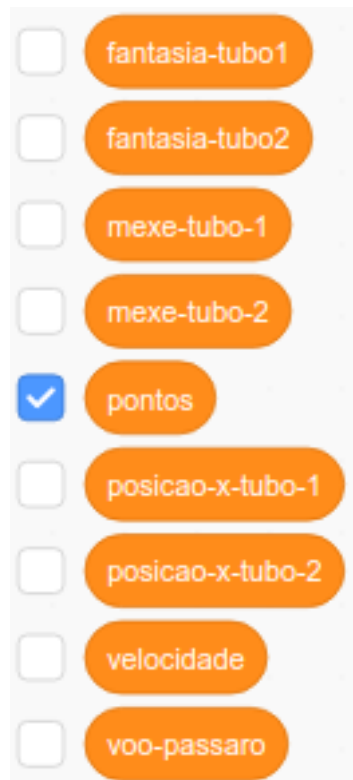 fantasia-tubo1
fantasia-tubo2
mexe-tubo-1
mexe-tubo-2
pontos
posicao-x-tubo-1
posicao-x-tubo-2
velocidade
voo-passaro